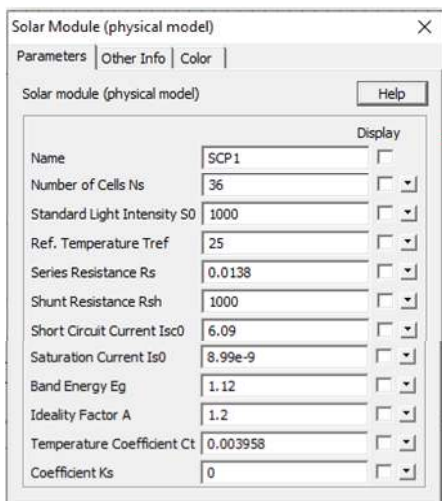 Solar Module (physical model)
Parameters Other Info Color
Solar module (physical model) Help
Display
Name SCP1
Number of Cells Ns 36
Standard Light Intensity S0 1000
Ref. Temperature Tref 25
Series Resistance Rs 0.0138
Shunt Resistance Rsh 1000
Short Circuit Current Isc0 6.09
Saturation Current Is0 8.99e-9
Band Energy Eg 1.12
Ideality Factor A 1.2
Temperature Coefficient Ct 0.003958
Coefficient Ks 0